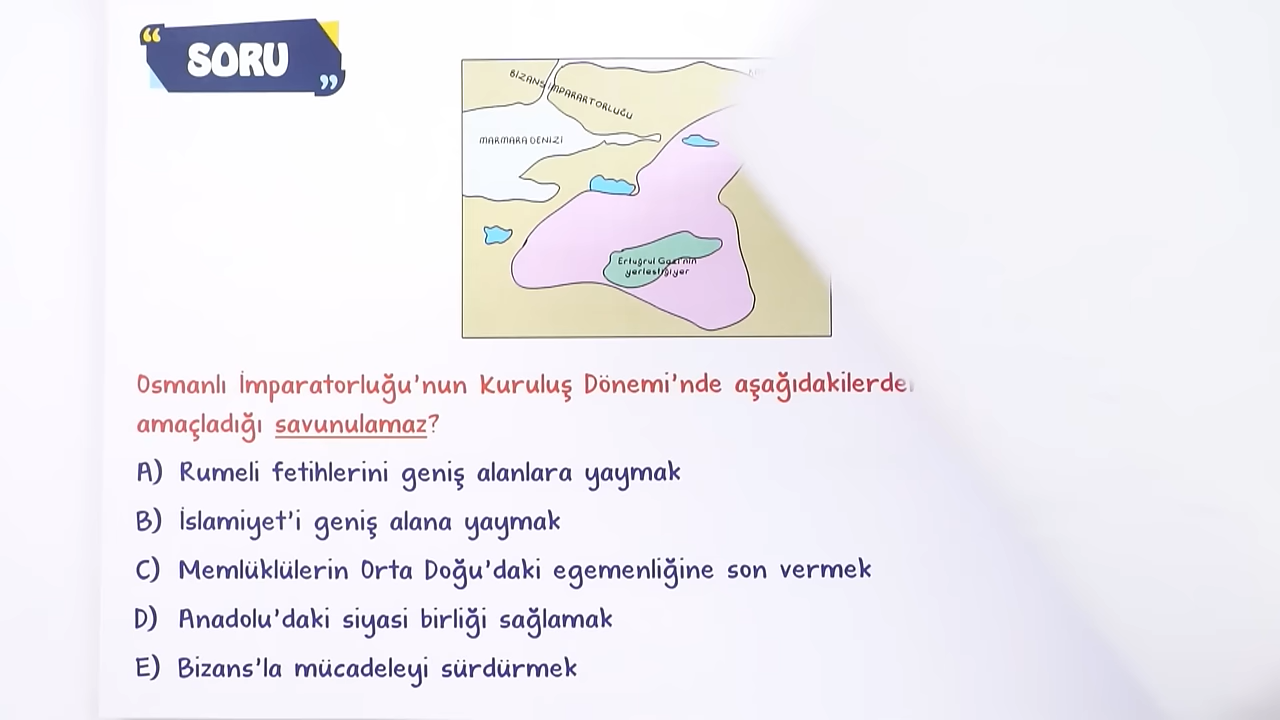 SORU
BİZANS İMPARARTORLUĞU
MARMARA DENİZİ
Ertuğrul Gazi'nin
yerleştiği yer
Osmanlı İmparatorluğu'nun Kuruluş Dönemi'nde
amaçladığı savunulamaz?
A) Rumeli fetihlerini geniş alanlara yaymak
B) İslamiyet'i geniş alana yaymak
C) Memlüklülerin Orta Doğu'daki egemenliğine son vermek
D) Anadolu'daki siyasi birliği sağlamak
E) Bizans'la mücadeleyi sürdürmek